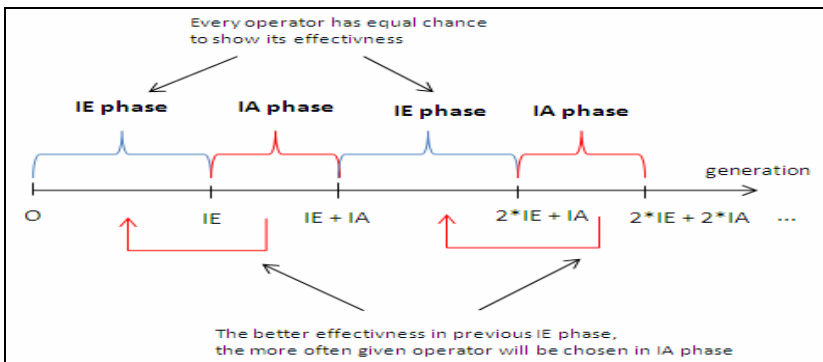 Every operator has equal chance
to show its effectivness
IE phase IA phase IE phase IA phase
generation
0 IE IE + IA 2*IE + IA 2*IE + 2*IA ...
The better effectivness in previous IE phase,
the more often given operator will be chosen in IA phase